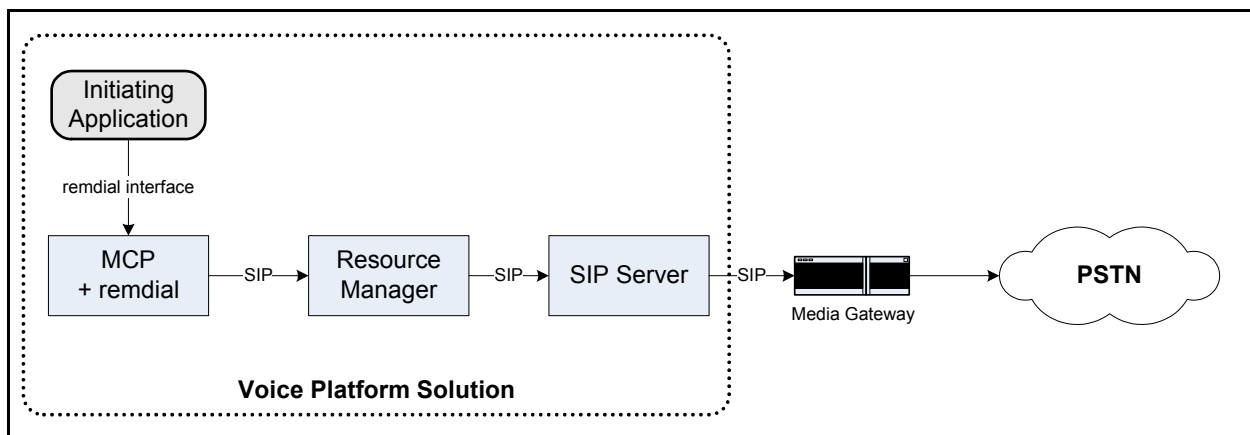 Initiating
Application
remdial interface
MCP
+ remdial
SIP
Resource
Manager
SIP
SIP Server
SIP
Media Gateway
PSTN
Voice Platform Solution